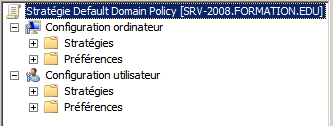 Stratégie Default Domain Policy [SRV-2008.FORMATION.EDU]
Configuration ordinateur
Stratégies
Préférences
Configuration utilisateur
Stratégies
Préférences